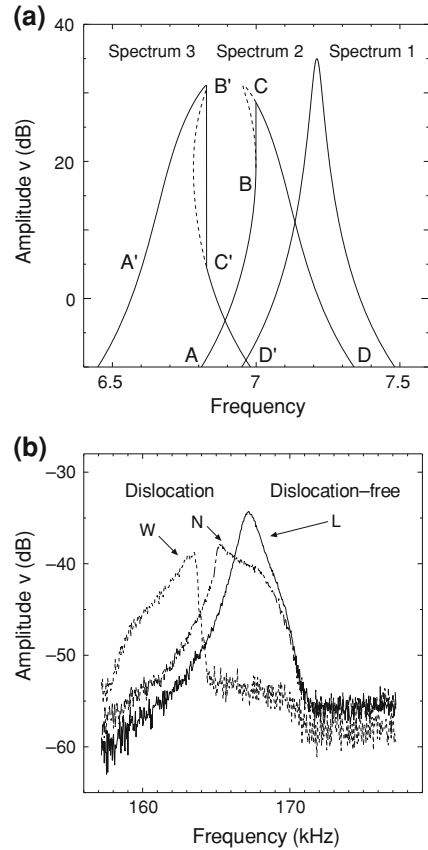 (a)
40
Spectrum 3 Spectrum 2 Spectrum 1
B' C
20
B
A' C'
0
A D' D
6.5 7 7.5
Frequency
Amplitude v (dB)
(b)
−30
Dislocation Dislocation−free
W N L
−40
−50
−60
160 170
Frequency (kHz)
Amplitude v (dB)